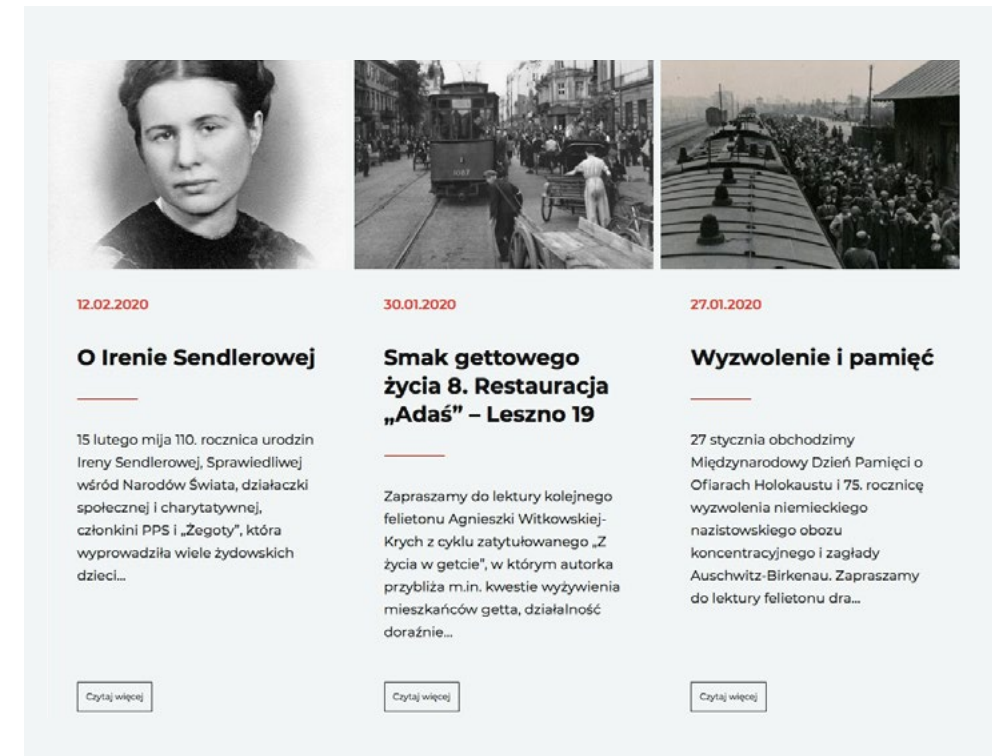 12.02.2020
O Irenie Sendlerowej
15 lutego mija 110. rocznica urodzin
Ireny Sendlerowej, Sprawiedliwej
wśród Narodów Świata, działaczki
społecznej i charytatywnej,
członkini PPS i „Żegoty”, która
wyprowadziła wiele żydowskich
dzieci...
Czytaj więcej
30.01.2020
Smak gettowego
życia 8. Restauracja
„Adaś” – Leszno 19
Zapraszamy do lektury kolejnego
felietonu Agnieszki Witkowskiej-
Krych z cyklu zatytułowanego „Z
życia w getcie”, w którym autorka
przybliża m.in. kwestie wyżywienia
mieszkańców getta, działalność
doraźnie...
Czytaj więcej
27.01.2020
Wyzwolenie i pamięć
27 stycznia obchodzimy
Międzynarodowy Dzień Pamięci o
Ofiarach Holokaustu i 75. rocznicę
wyzwolenia niemieckiego
nazistowskiego obozu
koncentracyjnego i zagłady
Auschwitz-Birkenau. Zapraszamy
do lektury felietonu dra...
Czytaj więcej